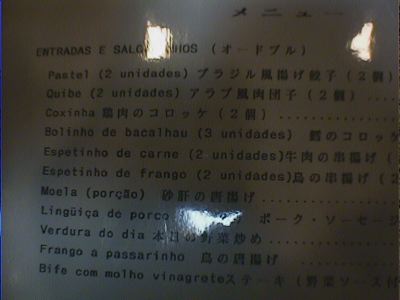 メニュー
ENTRADAS E SALGADINHOS (オードブル)
Pastel (2 unidades) ブラジル風揚げ餃子 (2個)
Quibe (2 unidades) アラブ風肉団子 (2個) ....
Coxinha 鶏肉のコロッケ (2個) ..............
Bolinho de bacalhau (3 unidades) 鱈のコロッケ
Espetinho de carne (2 unidades)牛肉の串揚げ (
Espetinho de frango (2 unidades)鳥の串揚げ (2
Moela (porção) 砂肝の唐揚げ ................
Lingüiça de porco ポーク・ソーセージ
Verdura do dia 本日の野菜炒め ..............
Frango a passarinho 鳥の唐揚げ ............
Bife com molho vinagreteステーキ (野菜ソース付